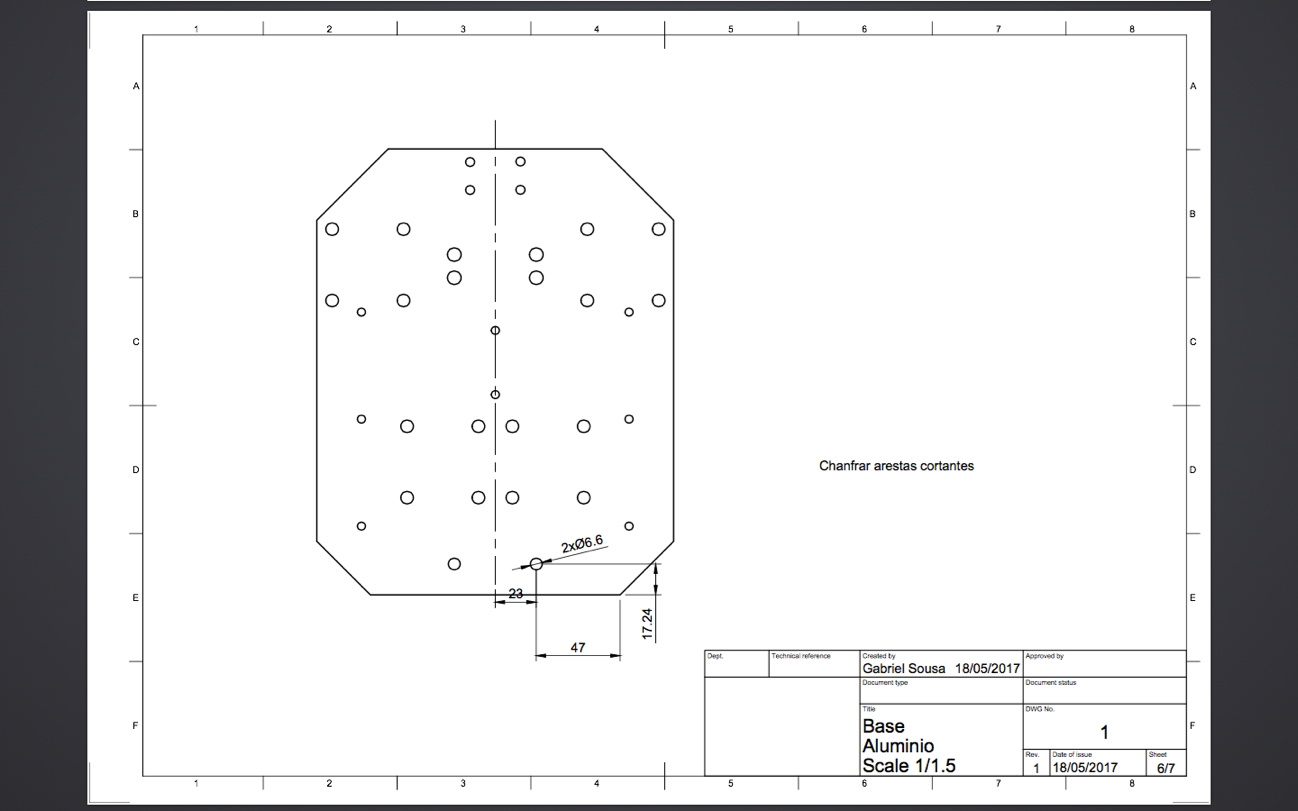 1 2 3 4 5 6 7 8
A A
B B
C C
D D
Chanfrar arestas cortantes
2xØ6.6
E E
23
17.24
47
Dept. Technical reference Created by Approved by
Gabriel Sousa 18/05/2017
Document type Document status
Title DWG No.
F F
Base
Aluminio
Scale 1/1.5
1
Rev. Date of issue Sheet
1 18/05/2017 6/7
1 2 3 4 5 6 7 8